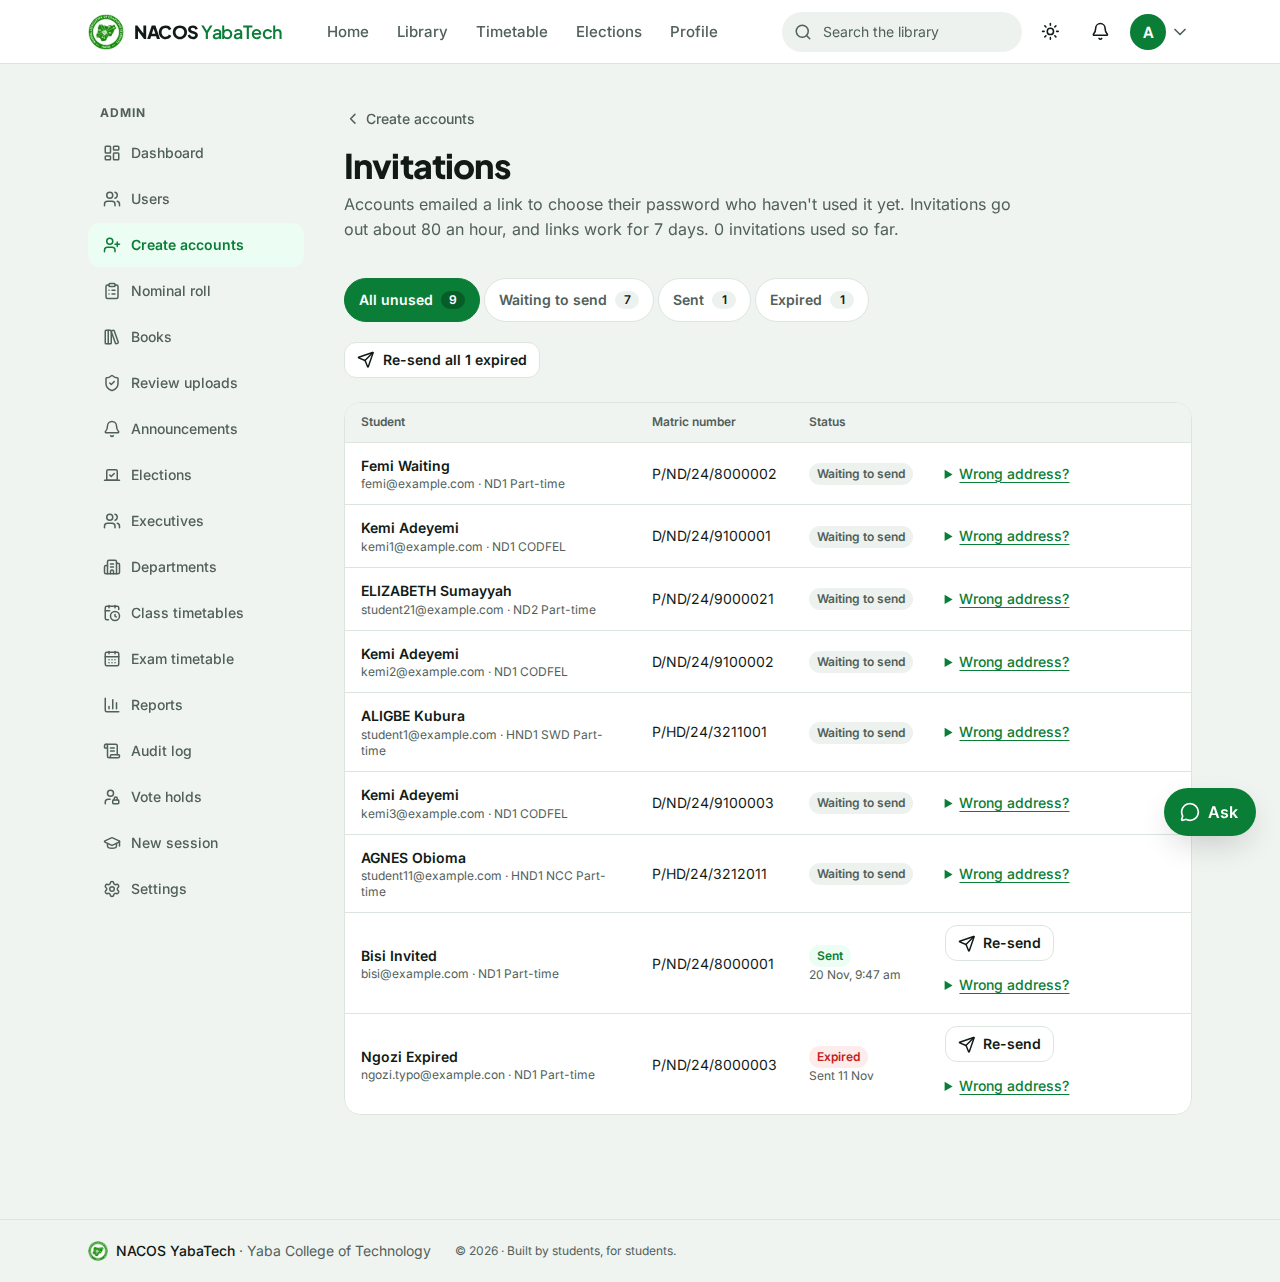 NACOS YabaTech
Home
Library
Timetable
Elections
Profile
Search the library
A
ADMIN
Dashboard
Users
Create accounts
Nominal roll
Books
Review uploads
Announcements
Elections
Executives
Departments
Class timetables
Exam timetable
Reports
Audit log
Vote holds
New session
Settings
Create accounts
Invitations
Accounts emailed a link to choose their password who haven't used it yet. Invitations go
out about 80 an hour, and links work for 7 days. 0 invitations used so far.
All unused 9
Waiting to send 7
Sent 1
Expired 1
Re-send all 1 expired
Student Matric number Status
Femi Waiting
femi@example.com · ND1 Part-time
P/ND/24/8000002
Waiting to send
Wrong address?
Kemi Adeyemi
kemi1@example.com · ND1 CODFEL
D/ND/24/9100001
Waiting to send
Wrong address?
ELIZABETH Sumayyah
student21@example.com · ND2 Part-time
P/ND/24/9000021
Waiting to send
Wrong address?
Kemi Adeyemi
kemi2@example.com · ND1 CODFEL
D/ND/24/9100002
Waiting to send
Wrong address?
ALIGBE Kubura
student1@example.com · HND1 SWD Part-
time
P/HD/24/3211001
Waiting to send
Wrong address?
Kemi Adeyemi
kemi3@example.com · ND1 CODFEL
D/ND/24/9100003
Waiting to send
Wrong address?
AGNES Obioma
student11@example.com · HND1 NCC Part-
time
P/HD/24/3212011
Waiting to send
Wrong address?
Bisi Invited
bisi@example.com · ND1 Part-time
P/ND/24/8000001
Sent
20 Nov, 9:47 am
Re-send
Wrong address?
Ngozi Expired
ngozi.typo@example.con · ND1 Part-time
P/ND/24/8000003
Expired
Sent 11 Nov
Re-send
Wrong address?
Ask
NACOS YabaTech · Yaba College of Technology
© 2026 · Built by students, for students.